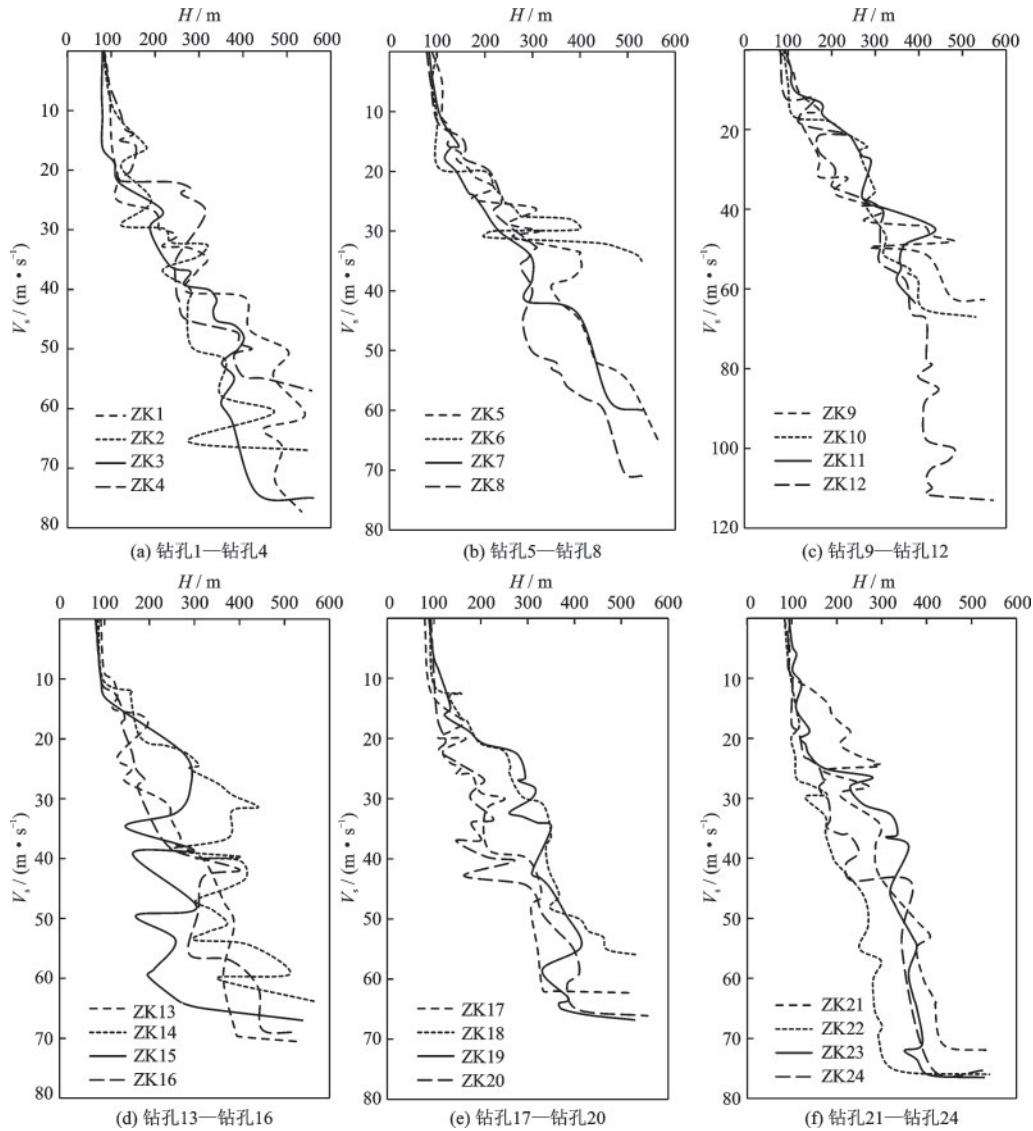 H / m
0 100 200 300 400 500 600
10
20
30
40
50
60
70
80
V_s / (m·s⁻¹)
ZK1
ZK2
ZK3
ZK4
(a) 钻孔1—钻孔4
H / m
0 100 200 300 400 500 600
10
20
30
40
50
60
70
80
V_s / (m·s⁻¹)
ZK5
ZK6
ZK7
ZK8
(b) 钻孔5—钻孔8
H / m
0 100 200 300 400 500 600
20
40
60
80
100
120
V_s / (m·s⁻¹)
ZK9
ZK10
ZK11
ZK12
(c) 钻孔9—钻孔12
H / m
0 100 200 300 400 500 600
10
20
30
40
50
60
70
80
V_s / (m·s⁻¹)
ZK13
ZK14
ZK15
ZK16
(d) 钻孔13—钻孔16
H / m
0 100 200 300 400 500 600
10
20
30
40
50
60
70
80
V_s / (m·s⁻¹)
ZK17
ZK18
ZK19
ZK20
(e) 钻孔17—钻孔20
H / m
0 100 200 300 400 500 600
10
20
30
40
50
60
70
80
V_s / (m·s⁻¹)
ZK21
ZK22
ZK23
ZK24
(f) 钻孔21—钻孔24